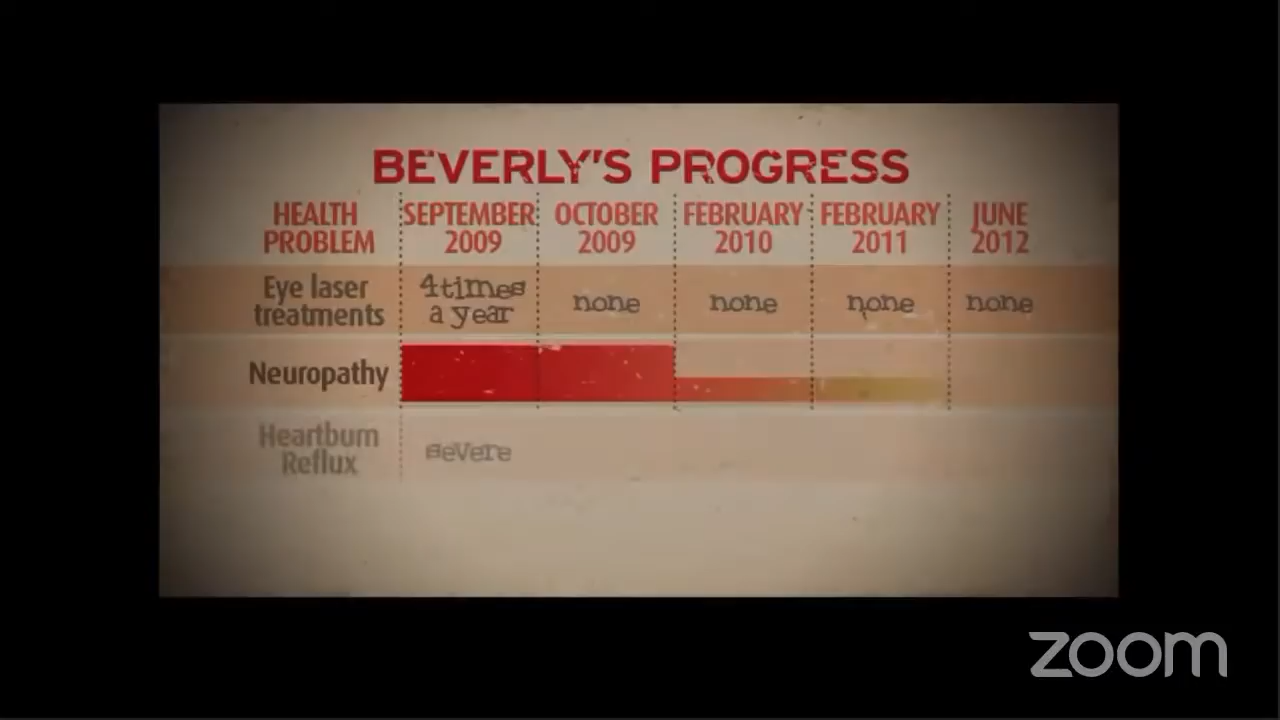 BEVERLY'S PROGRESS
HEALTH PROBLEM
SEPTEMBER 2009
OCTOBER 2009
FEBRUARY 2010
FEBRUARY 2011
JUNE 2012
Eye laser treatments
4times a year
none
none
none
none
Neuropathy
Heartburn Reflux
severe
zoom